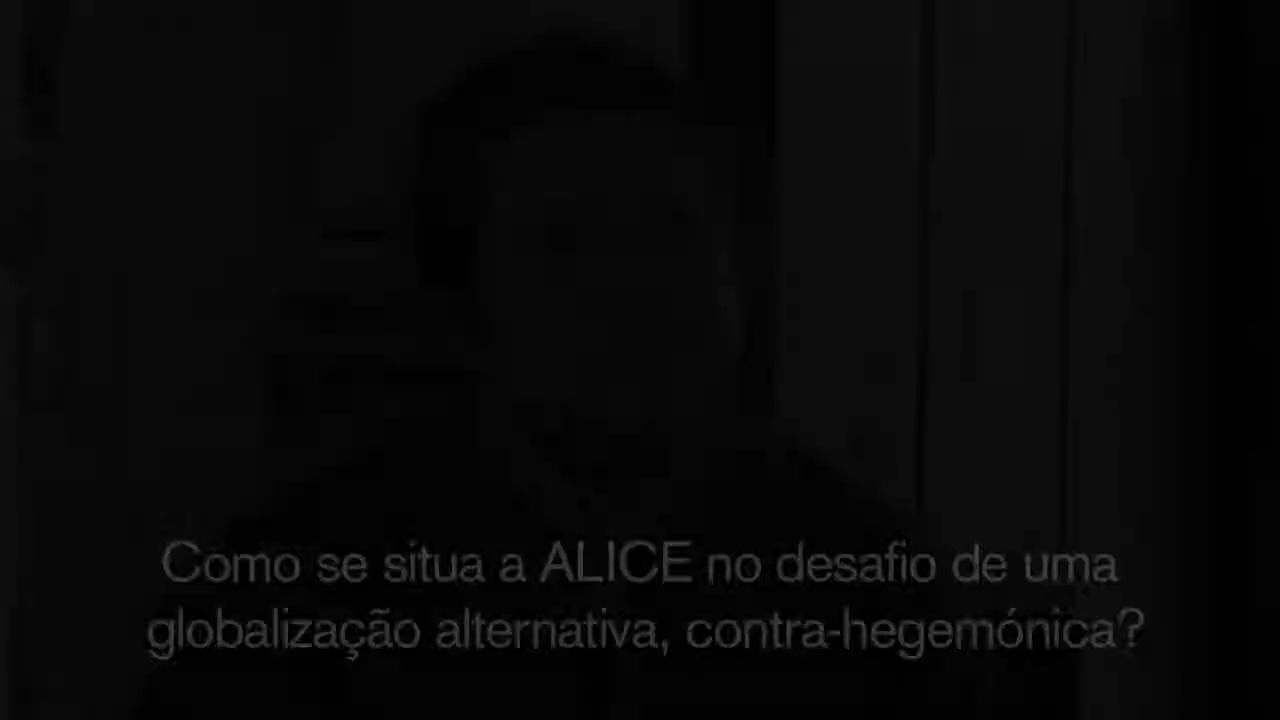 Como se situa a ALICE no desafio de uma
globalização alternativa, contra-hegemónica?